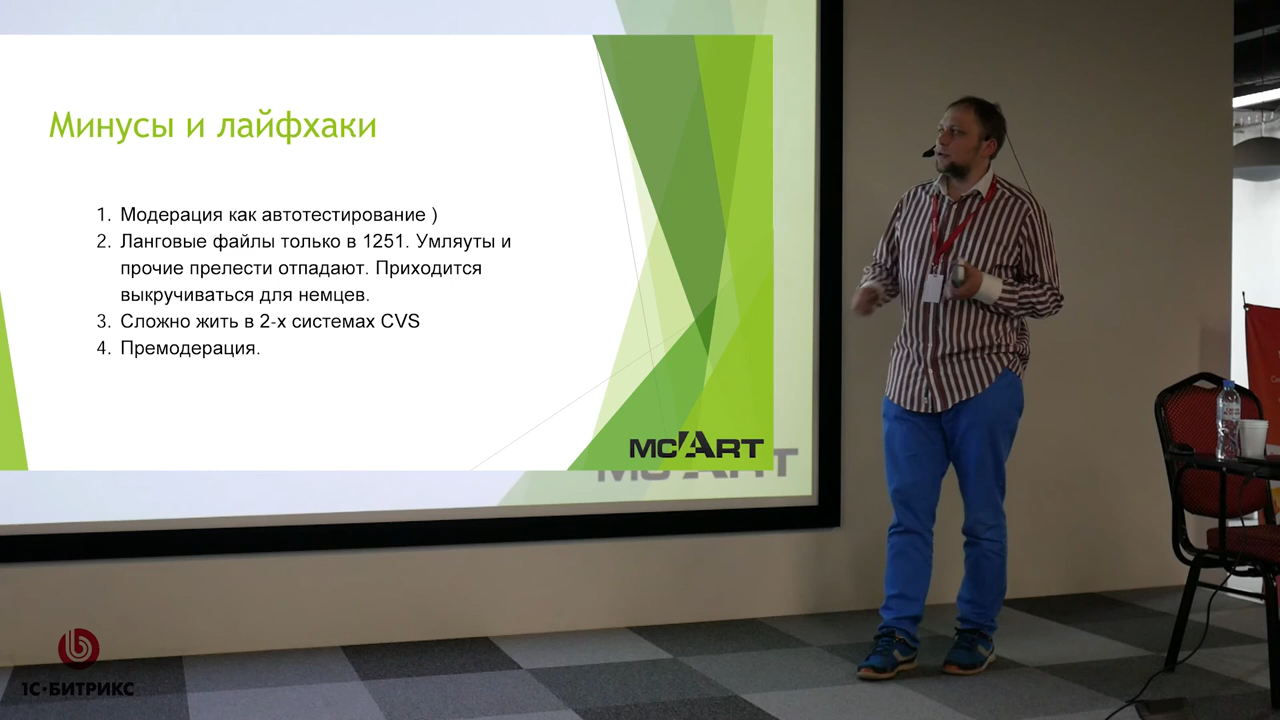 Минусы и лайфхаки
1. Модерация как автотестирование )
2. Ланговые файлы только в 1251. Умляуты и
прочие прелести отпадают. Приходится
выкручиваться для немцев.
3. Сложно жить в 2-х системах CVS
4. Премодерация.
MCART
1С·БИТРИКС